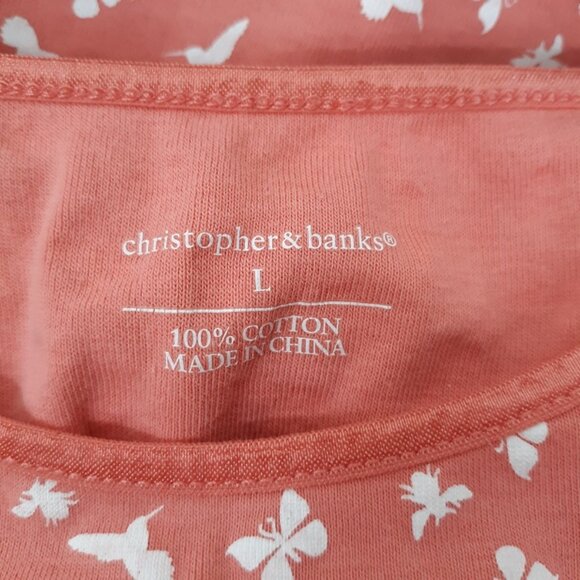 christopher&banks®
L
100% COTTON
MADE IN CHINA